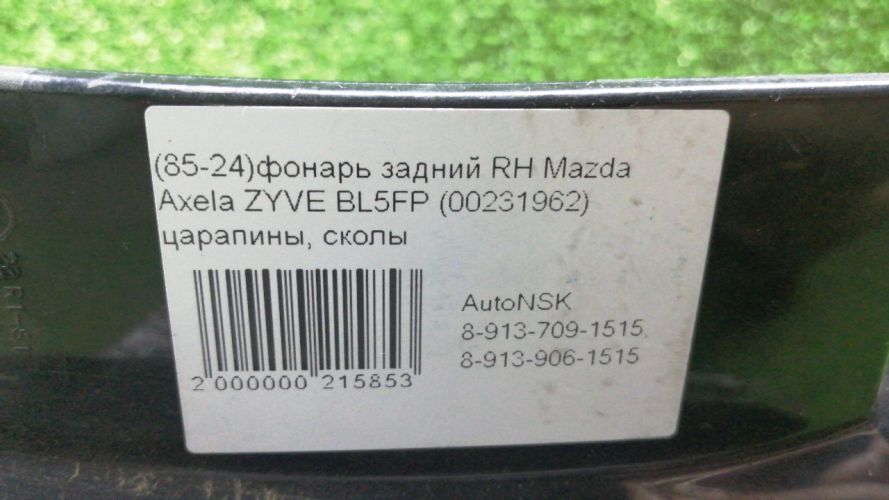 (85-24)фонарь задний RH Mazda
Axela ZYVE BL5FP (00231962)
царапины, сколы
AutoNSK
8-913-709-1515
8-913-906-1515
2 000000 215853